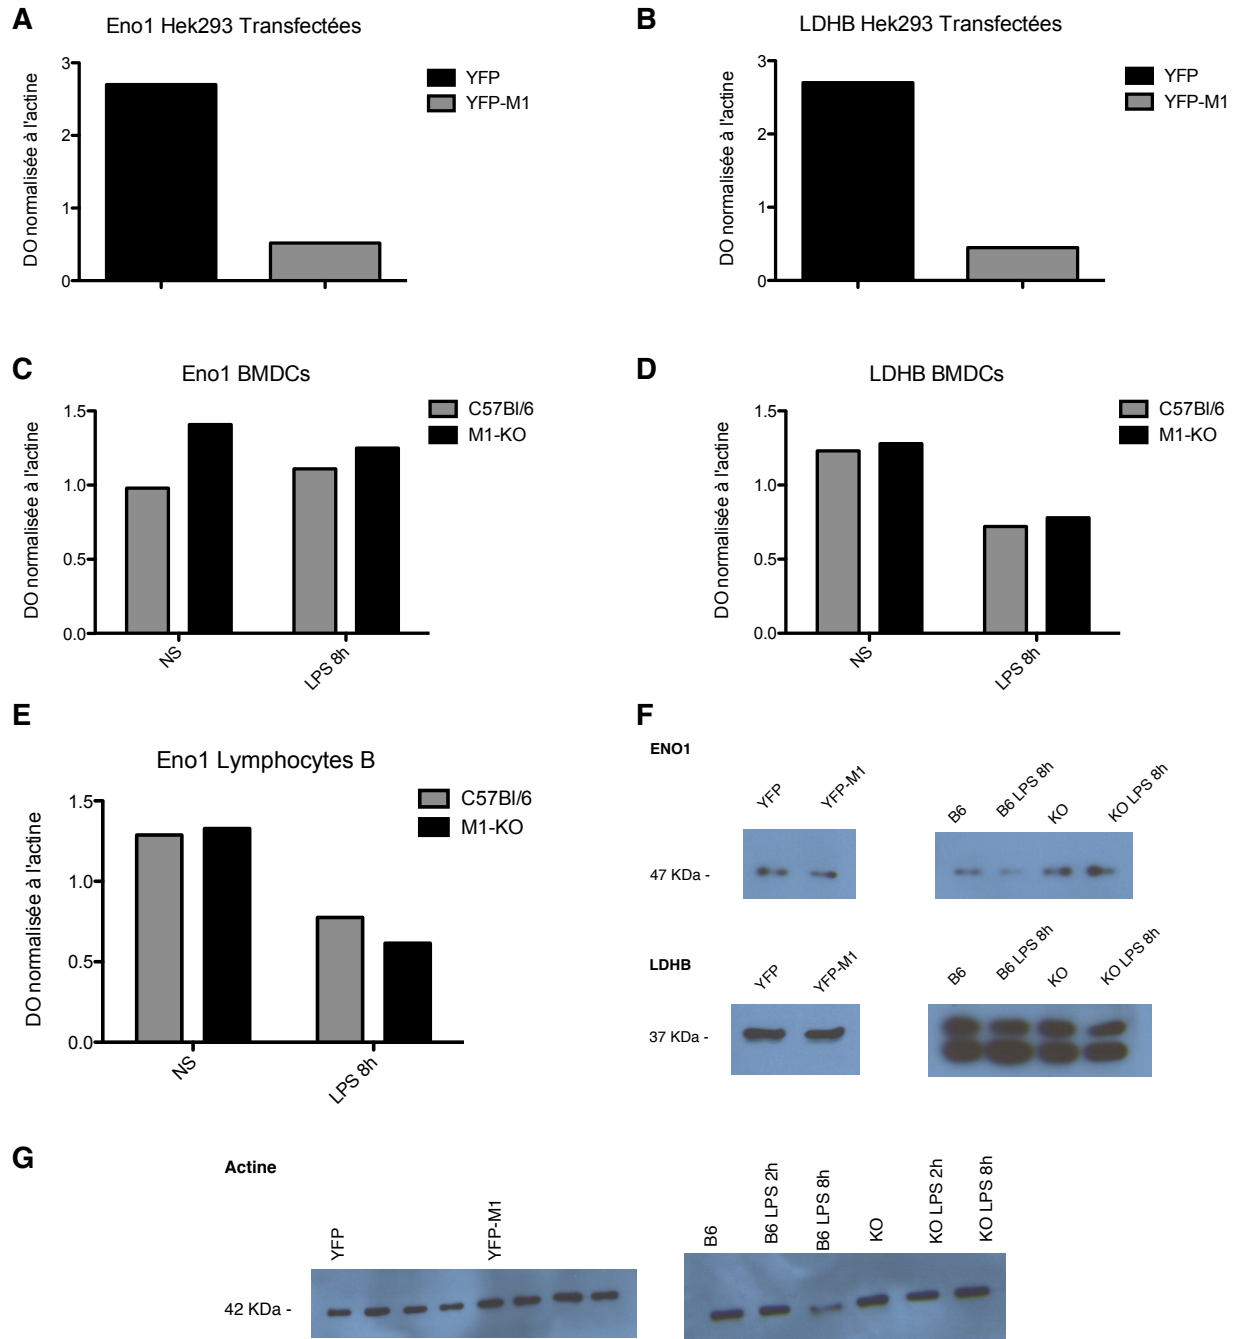 A
Eno1 Hek293 Transfectées
DO normalisée à l'actine
3
2
1
0
YFP
YFP-M1
B
LDHB Hek293 Transfectées
DO normalisée à l'actine
3
2
1
0
YFP
YFP-M1
C
Eno1 BMDCs
DO normalisée à l'actine
1.5
1.0
0.5
0.0
NS
LPS 8h
C57Bl/6
M1-KO
D
LDHB BMDCs
DO normalisée à l'actine
1.5
1.0
0.5
0.0
NS
LPS 8h
C57Bl/6
M1-KO
E
Eno1 Lymphocytes B
DO normalisée à l'actine
1.5
1.0
0.5
0.0
NS
LPS 8h
C57Bl/6
M1-KO
F
ENO1
YFP
YFP-M1
B6
B6 LPS 8h
KO
KO LPS 8h
47 KDa -
LDHB
YFP
YFP-M1
B6
B6 LPS 8h
KO
KO LPS 8h
37 KDa -
G
Actine
YFP
YFP-M1
B6
B6 LPS 2h
B6 LPS 8h
KO
KO LPS 2h
KO LPS 8h
42 KDa -